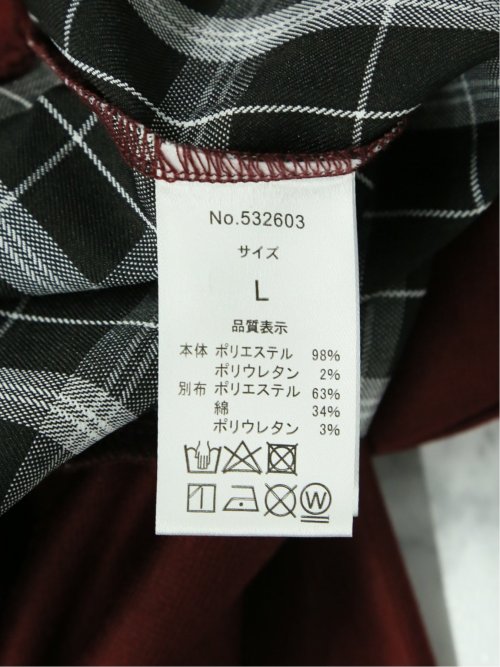 No.532603
サイズ
L
品質表示
本体 ポリエステル 98%
ポリウレタン 2%
別布 ポリエステル 63%
綿 34%
ポリウレタン 3%
W